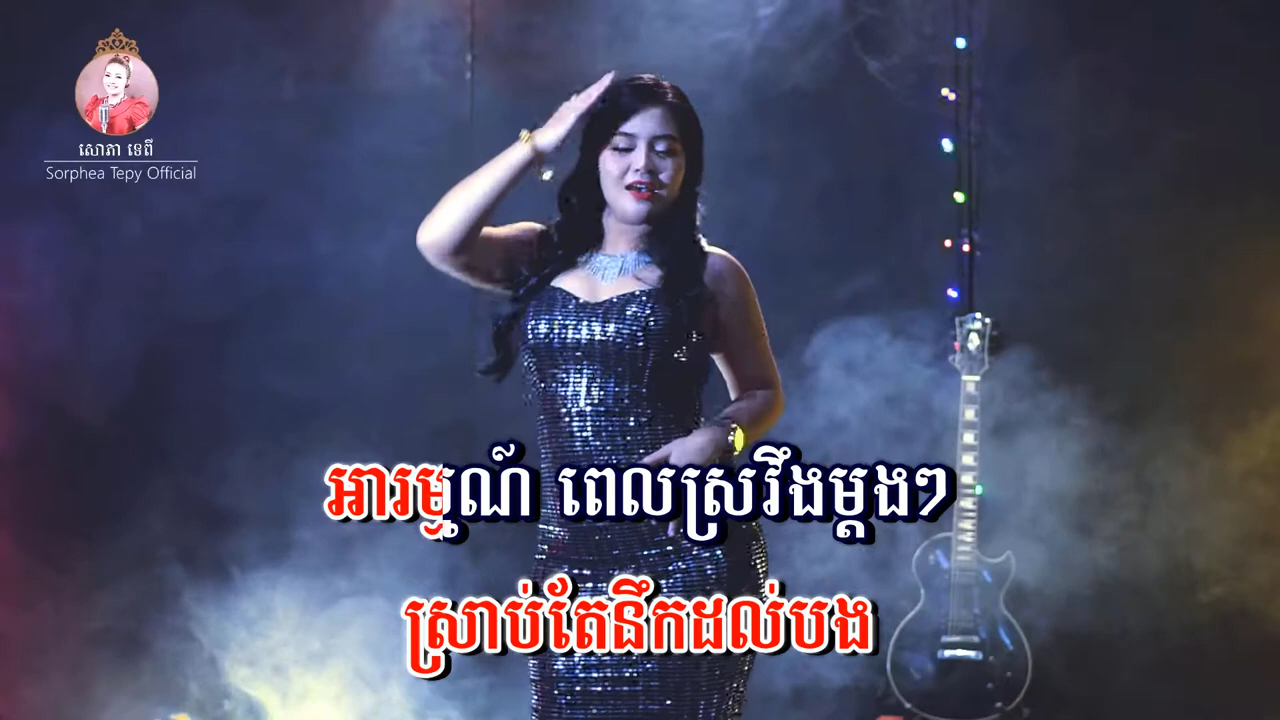 សោភា ទេពី
Sorphea Tepy Official
អារម្មណ៍ ពេលស្រវឹងម្ដងៗ
ស្រាប់តែនឹកដល់បង